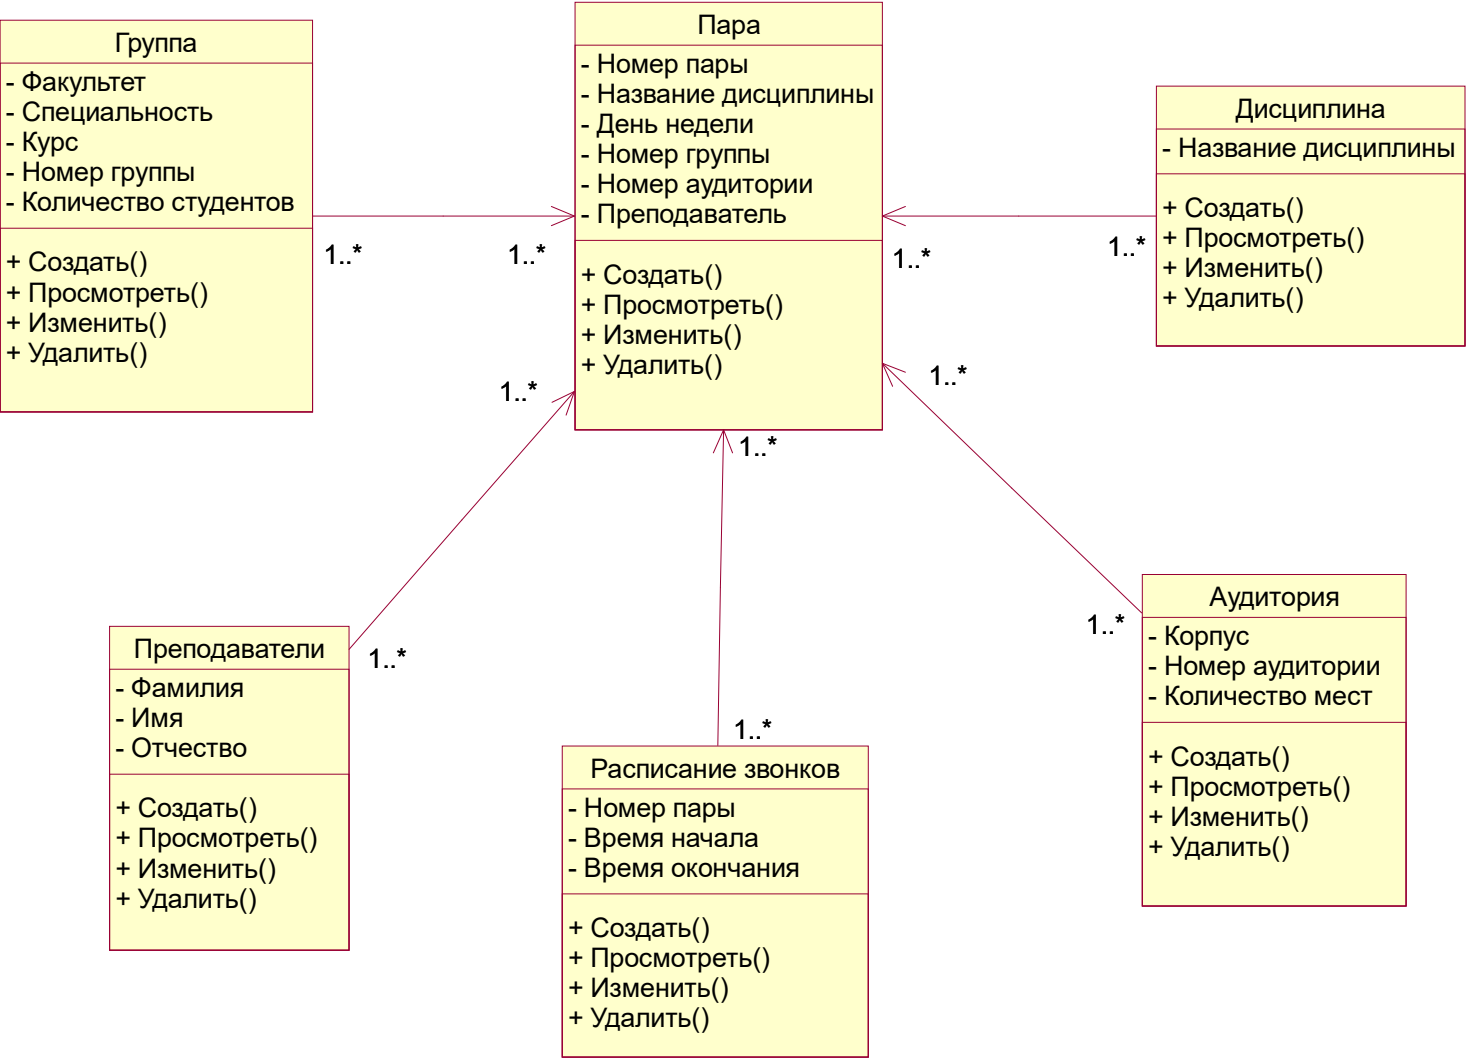 Группа
- Факультет
- Специальность
- Курс
- Номер группы
- Количество студентов
+ Создать()
+ Просмотреть()
+ Изменить()
+ Удалить()
1..*
1..*
Пара
- Номер пары
- Название дисциплины
- День недели
- Номер группы
- Номер аудитории
- Преподаватель
+ Создать()
+ Просмотреть()
+ Изменить()
+ Удалить()
1..*
1..*
Дисциплина
- Название дисциплины
+ Создать()
+ Просмотреть()
+ Изменить()
+ Удалить()
1..*
1..*
1..*
1..*
1..*
1..*
Преподаватели
- Фамилия
- Имя
- Отчество
+ Создать()
+ Просмотреть()
+ Изменить()
+ Удалить()
Расписание звонков
- Номер пары
- Время начала
- Время окончания
+ Создать()
+ Просмотреть()
+ Изменить()
+ Удалить()
Аудитория
- Корпус
- Номер аудитории
- Количество мест
+ Создать()
+ Просмотреть()
+ Изменить()
+ Удалить()